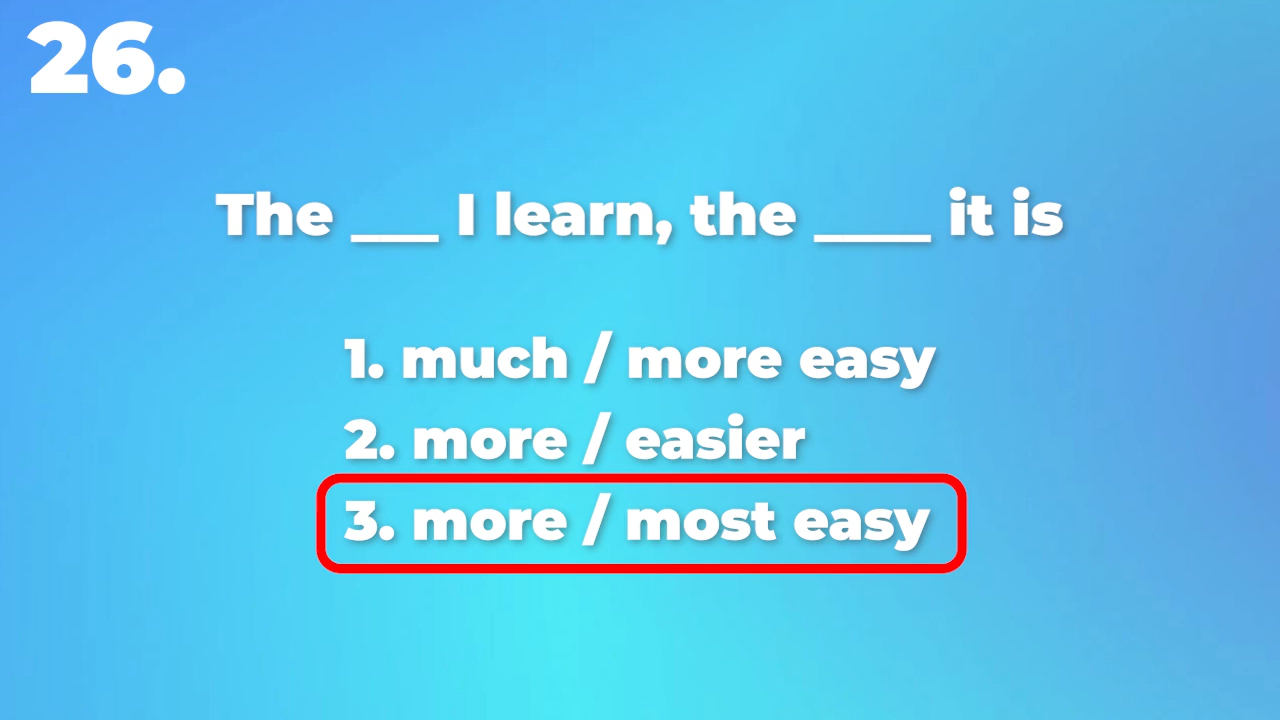 26.
The ___ I learn, the ____ it is
1. much / more easy
2. more / easier
3. more / most easy